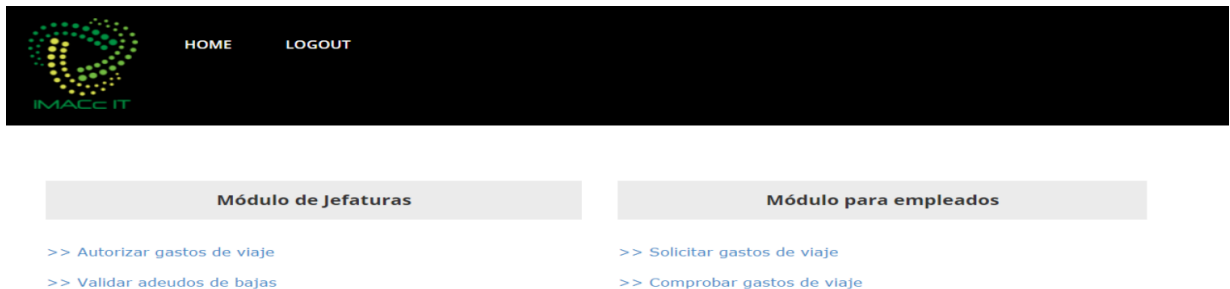 HOME LOGOUT
IMACc IT
Módulo de Jefaturas
>> Autorizar gastos de viaje
>> Validar adeudos de bajas
Módulo para empleados
>> Solicitar gastos de viaje
>> Comprobar gastos de viaje